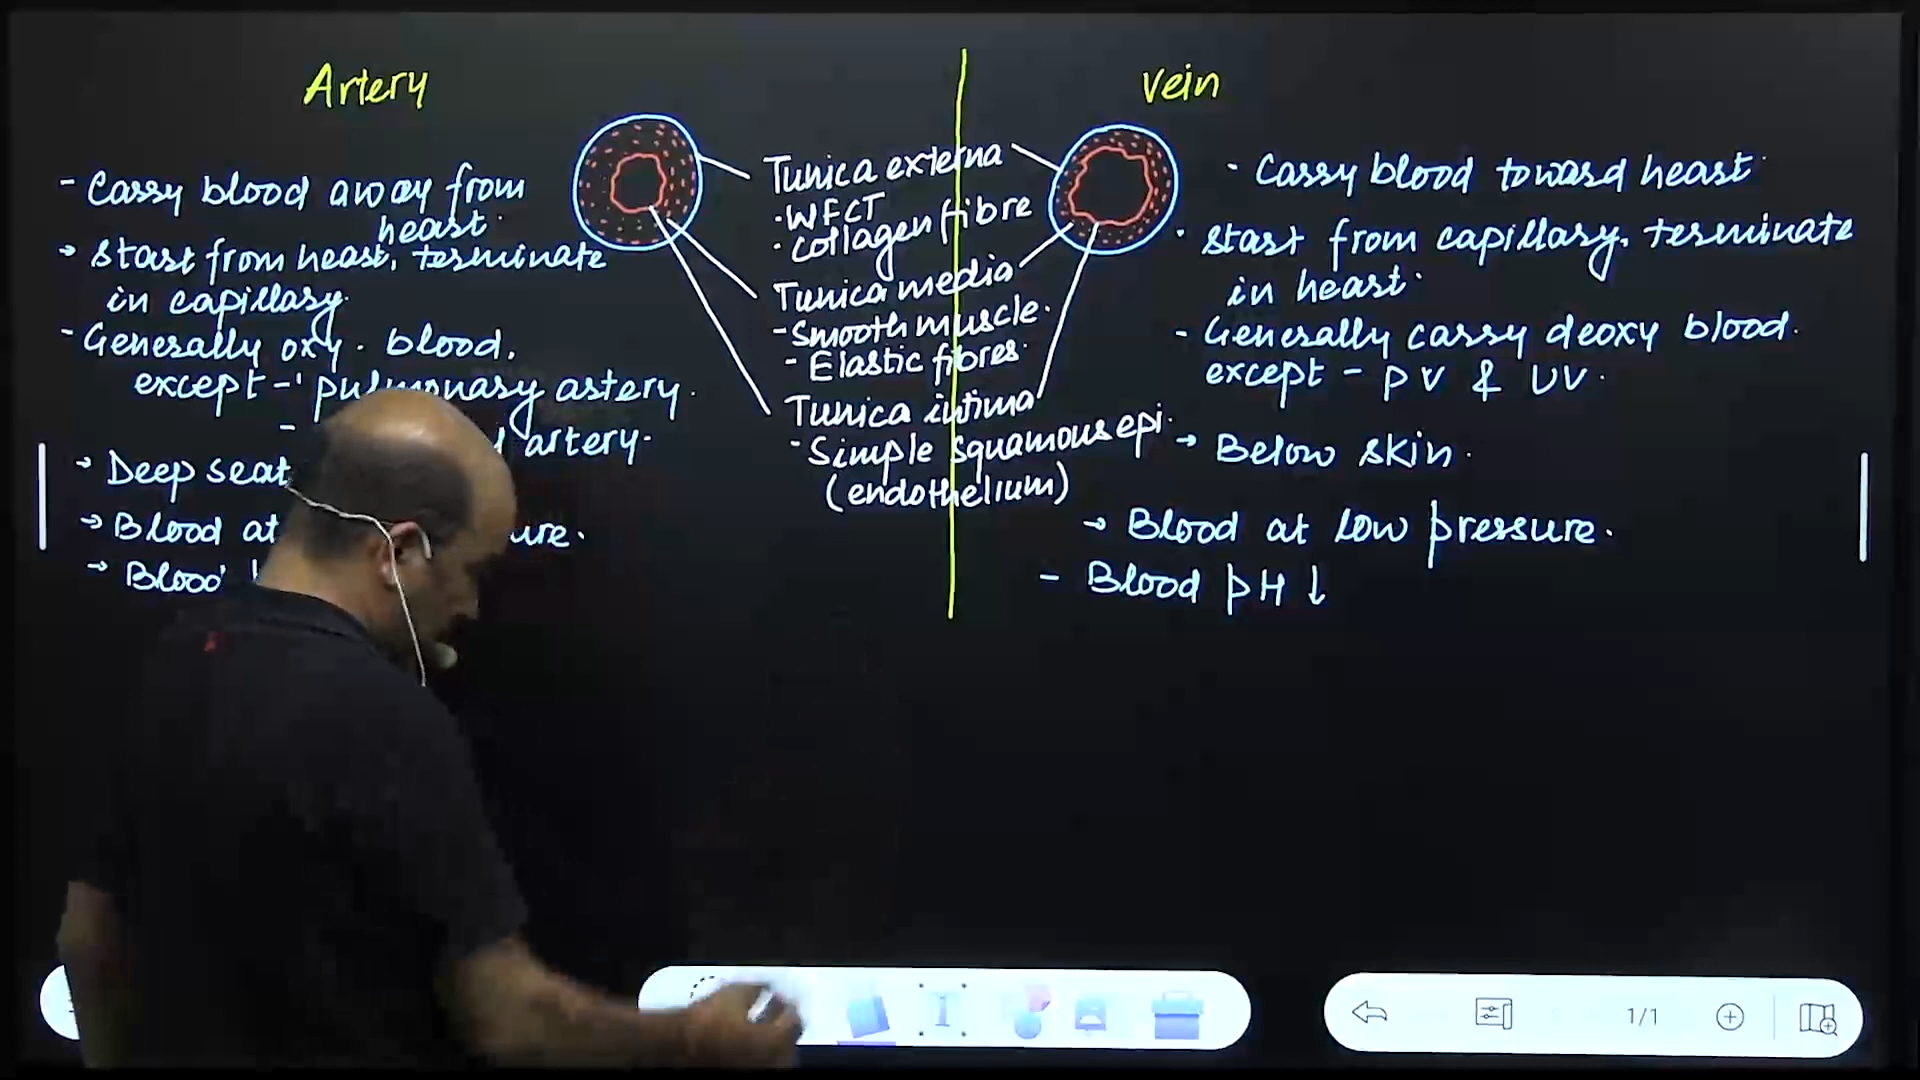 Artery
- Carry blood away from
heart.
→ Start from heart, terminate
in capillary.
- Generally oxy. blood.
except - pulmonary artery.
- artery.
→ Deep seat
→ Blood at
→ Blood
Tunica externa
· WFCT
· Collagen fibre
Tunica media
- Smooth muscle.
- Elastic fibres.
Tunica intima
- Simple squamous epi.
(endothelium)
Vein
· Carry blood toward heart.
· Start from capillary, terminate
in heart.
- Generally carry deoxy blood.
except - PV & UV.
→ Below skin.
→ Blood at low pressure.
- Blood pH ↓
1/1